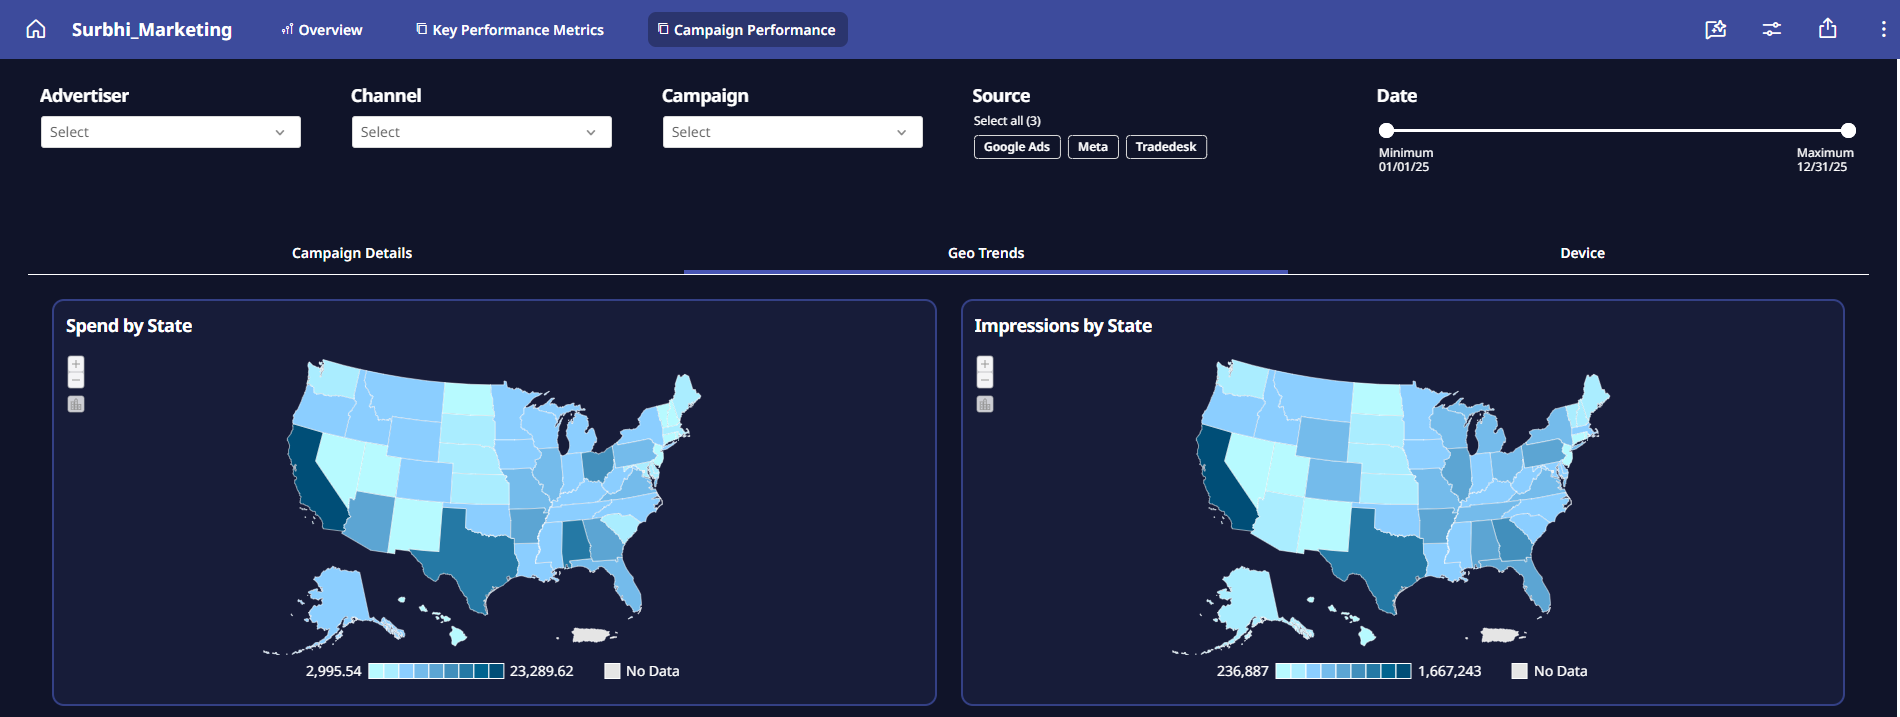 Surbhi_Marketing
Overview
Key Performance Metrics
Campaign Performance
Advertiser
Select
Channel
Select
Campaign
Select
Source
Select all (3)
Google Ads
Meta
Tradedesk
Date
Minimum
01/01/25
Maximum
12/31/25
Campaign Details
Geo Trends
Device
Spend by State
+
−
2,995.54
23,289.62
No Data
Impressions by State
+
−
236,887
1,667,243
No Data